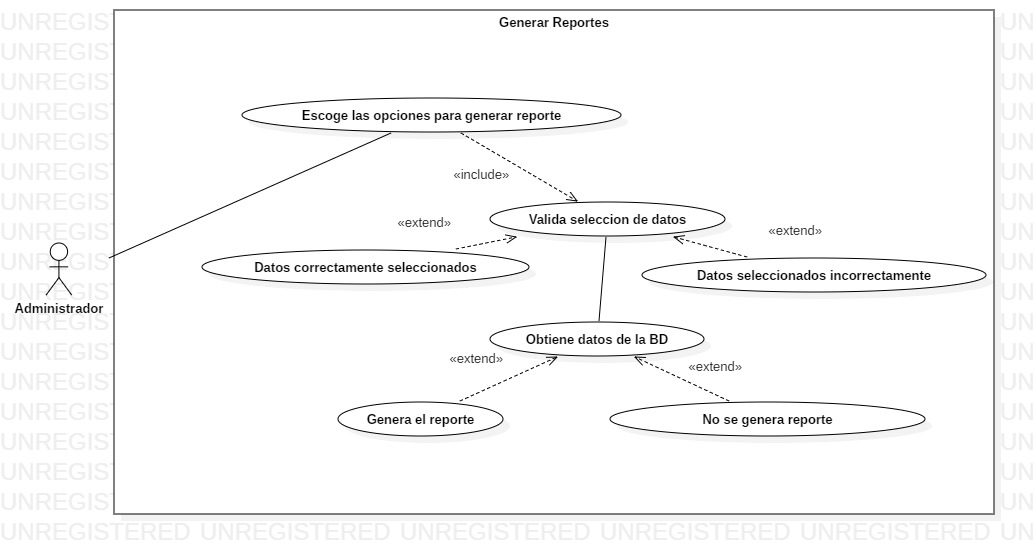 Generar Reportes
Escoge las opciones para generar reporte
«include»
Valida seleccion de datos
«extend»
«extend»
Datos correctamente seleccionados
Datos seleccionados incorrectamente
Administrador
Obtiene datos de la BD
«extend»
«extend»
Genera el reporte
No se genera reporte
UNREGISTERED UNREGISTERED UNREGISTERED UNREGISTERED UNREGISTERED UN